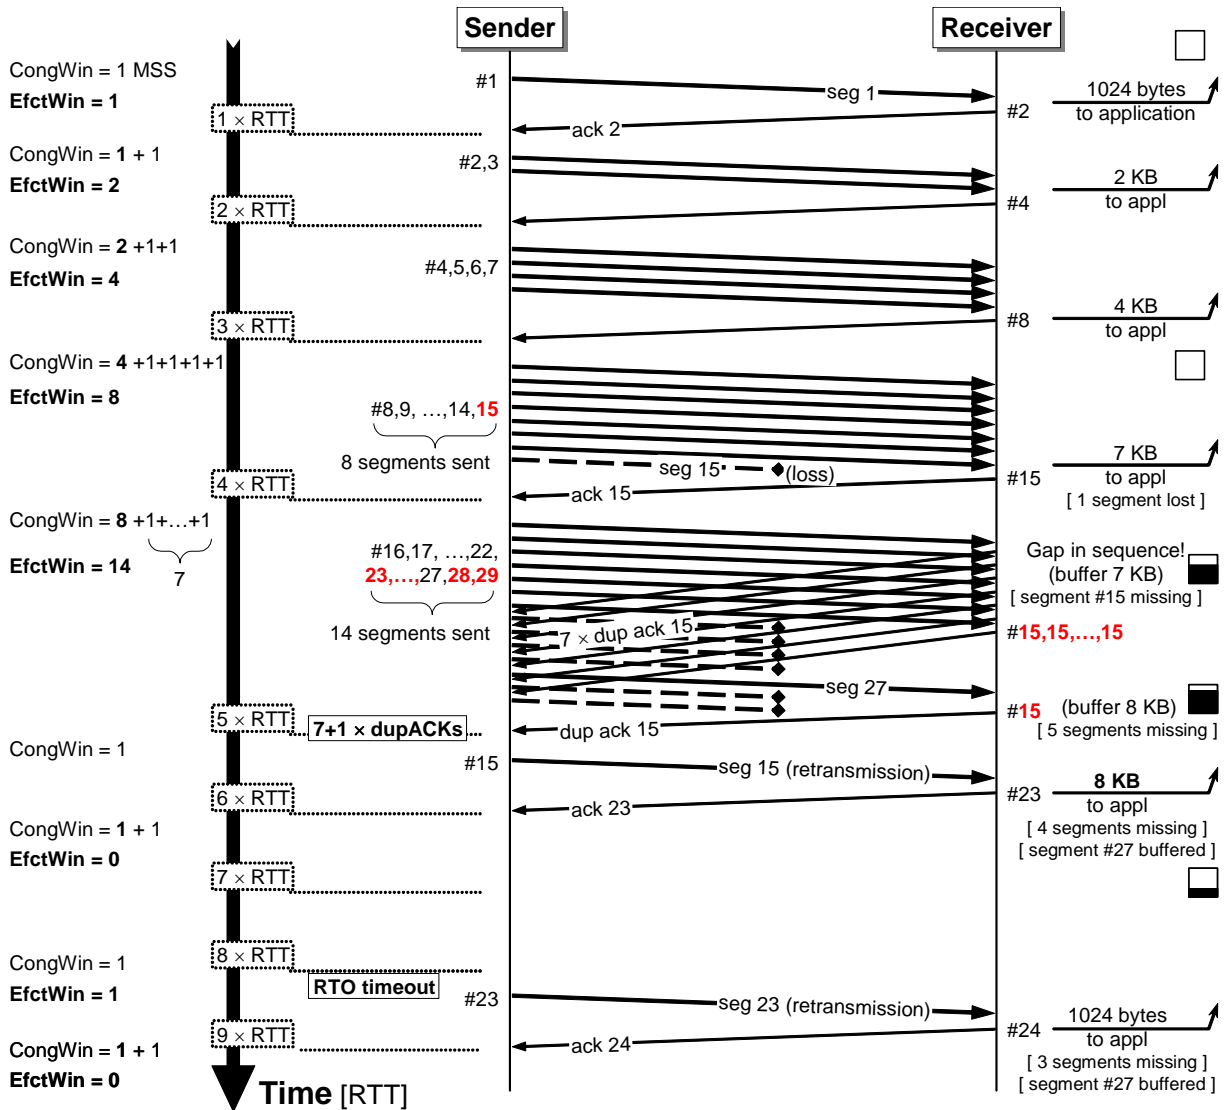 Sender
Receiver
CongWin = 1 MSS
EfctWin = 1
#1
seg 1
1024 bytes
to application
#2
1 × RTT
ack 2
CongWin = 1 + 1
EfctWin = 2
#2,3
2 KB
to appl
#4
2 × RTT
CongWin = 2 +1+1
EfctWin = 4
#4,5,6,7
4 KB
to appl
#8
3 × RTT
CongWin = 4 +1+1+1+1
EfctWin = 8
#8,9, …,14,15
8 segments sent
seg 15
(loss)
7 KB
to appl
[ 1 segment lost ]
#15
4 × RTT
ack 15
CongWin = 8 +1+…+1
7
EfctWin = 14
#16,17, …,22,
23,…,27,28,29
14 segments sent
Gap in sequence!
(buffer 7 KB)
[ segment #15 missing ]
7 × dup ack 15
#15,15,…,15
seg 27
5 × RTT
7+1 × dupACKs
dup ack 15
#15
(buffer 8 KB)
[ 5 segments missing ]
CongWin = 1
#15
seg 15 (retransmission)
6 × RTT
ack 23
#23
8 KB
to appl
[ 4 segments missing ]
[ segment #27 buffered ]
CongWin = 1 + 1
EfctWin = 0
7 × RTT
8 × RTT
CongWin = 1
EfctWin = 1
RTO timeout
#23
seg 23 (retransmission)
9 × RTT
ack 24
#24
1024 bytes
to appl
[ 3 segments missing ]
[ segment #27 buffered ]
CongWin = 1 + 1
EfctWin = 0
Time [RTT]